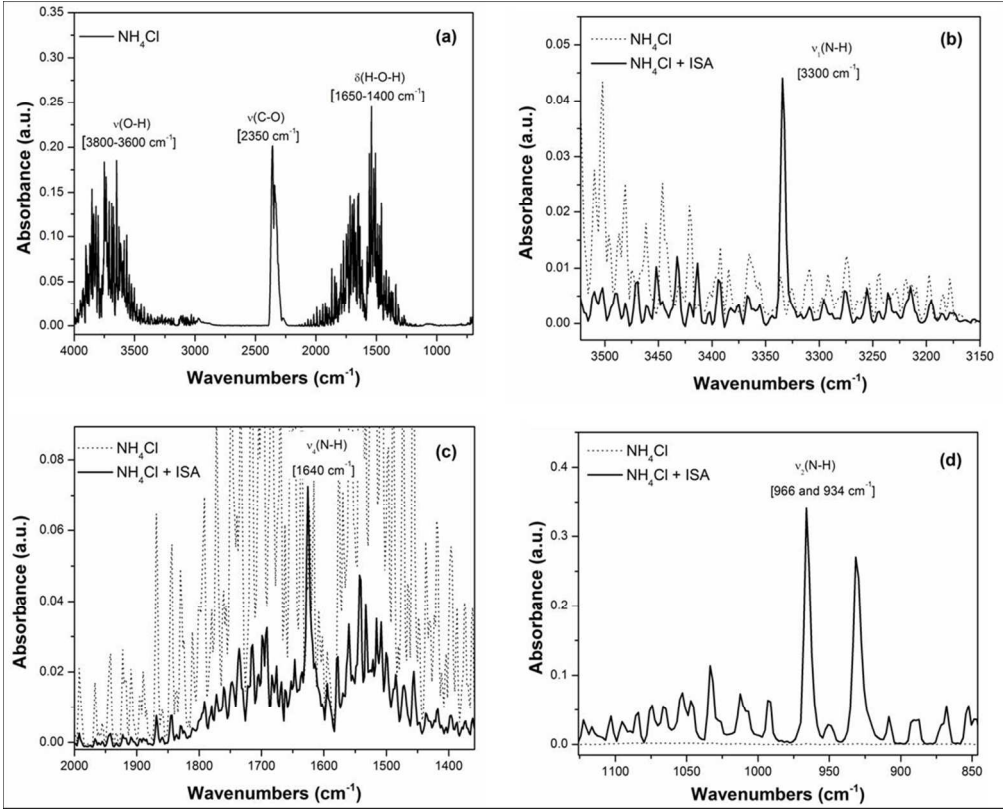 0.35
0.30
0.25
0.20
0.15
0.10
0.05
0.00
Absorbance (a.u.)
NH₄Cl
(a)
δ(H-O-H)
[1650-1400 cm⁻¹]
ν(O-H)
[3800-3600 cm⁻¹]
ν(C-O)
[2350 cm⁻¹]
4000 3500 3000 2500 2000 1500 1000
Wavenumbers (cm⁻¹)
0.05
0.04
0.03
0.02
0.01
0.00
Absorbance (a.u.)
NH₄Cl
NH₄Cl + ISA
(b)
ν₁(N-H)
[3300 cm⁻¹]
3500 3450 3400 3350 3300 3250 3200 3150
Wavenumbers (cm⁻¹)
0.08
0.06
0.04
0.02
0.00
Absorbance (a.u.)
NH₄Cl
NH₄Cl + ISA
(c)
ν₄(N-H)
[1640 cm⁻¹]
2000 1900 1800 1700 1600 1500 1400
Wavenumbers (cm⁻¹)
0.4
0.3
0.2
0.1
0.0
Absorbance (a.u.)
NH₄Cl
NH₄Cl + ISA
(d)
ν₂(N-H)
[966 and 934 cm⁻¹]
1100 1050 1000 950 900 850
Wavenumbers (cm⁻¹)